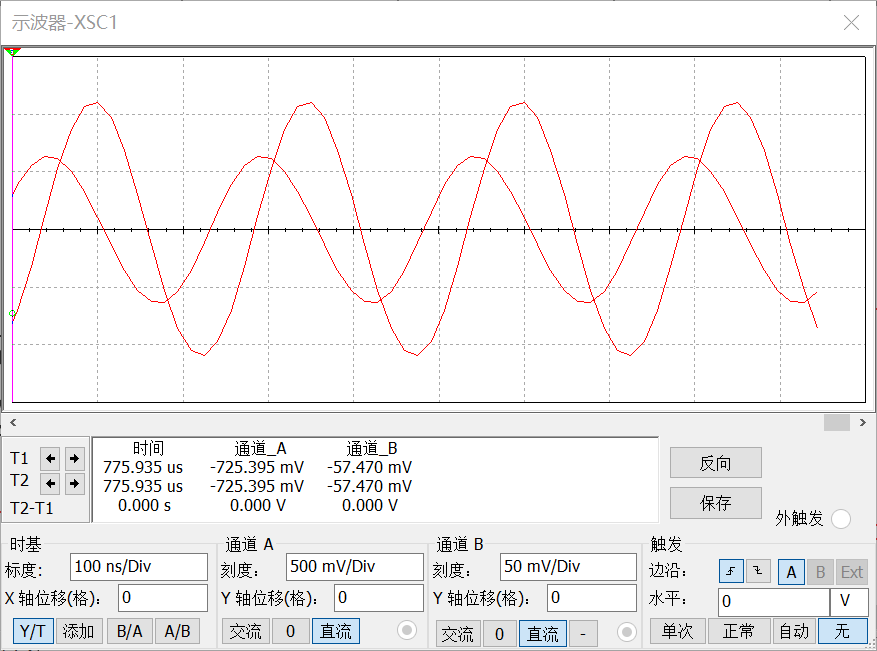 示波器-XSC1
时间 通道_A 通道_B
T1 775.935 us -725.395 mV -57.470 mV
T2 775.935 us -725.395 mV -57.470 mV
T2-T1 0.000 s 0.000 V 0.000 V
反向
保存
外触发
时基 通道 A 通道 B 触发
标度: 100 ns/Div 刻度: 500 mV/Div 刻度: 50 mV/Div 边沿: A B Ext
X 轴位移(格): 0 Y 轴位移(格): 0 Y 轴位移(格): 0 水平: 0 V
Y/T 添加 B/A A/B 交流 0 直流 交流 0 直流 - 单次 正常 自动 无